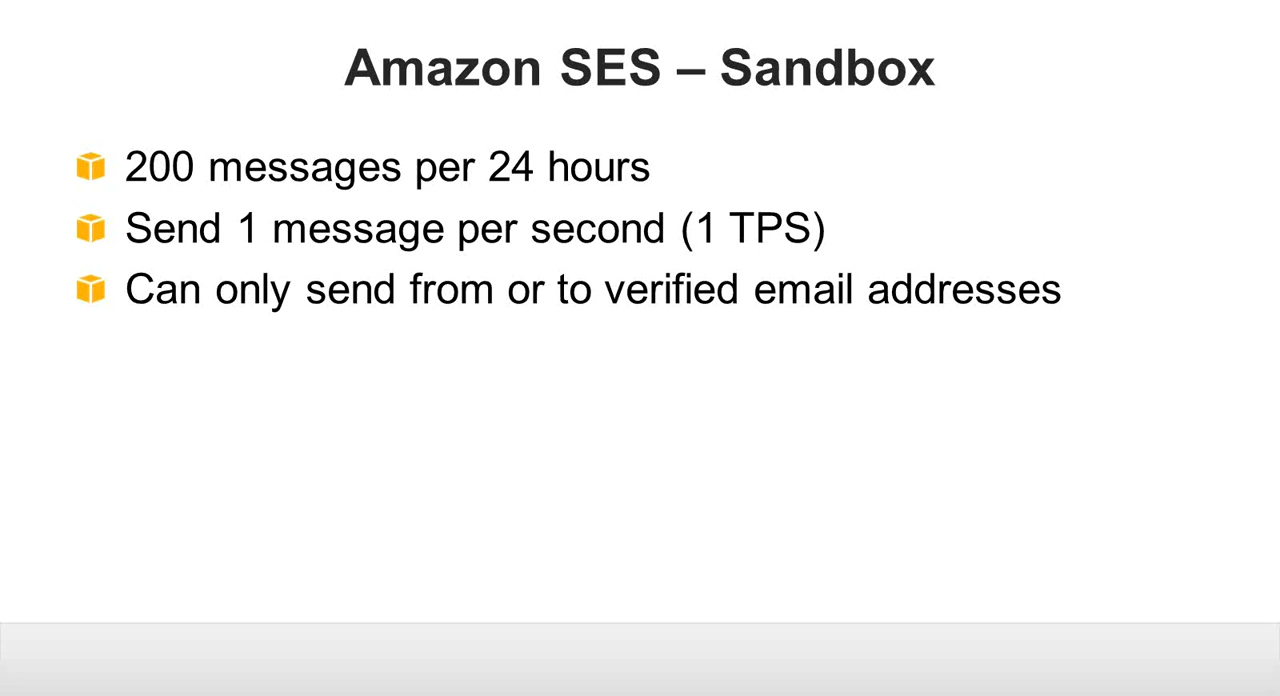 Amazon SES – Sandbox
200 messages per 24 hours
Send 1 message per second (1 TPS)
Can only send from or to verified email addresses